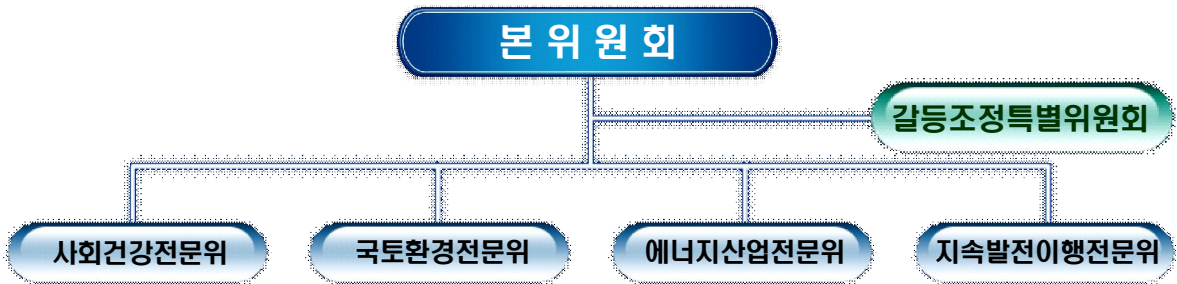 본 위 원 회
갈등조정특별위원회
사회건강전문위
국토환경전문위
에너지산업전문위
지속발전이행전문위